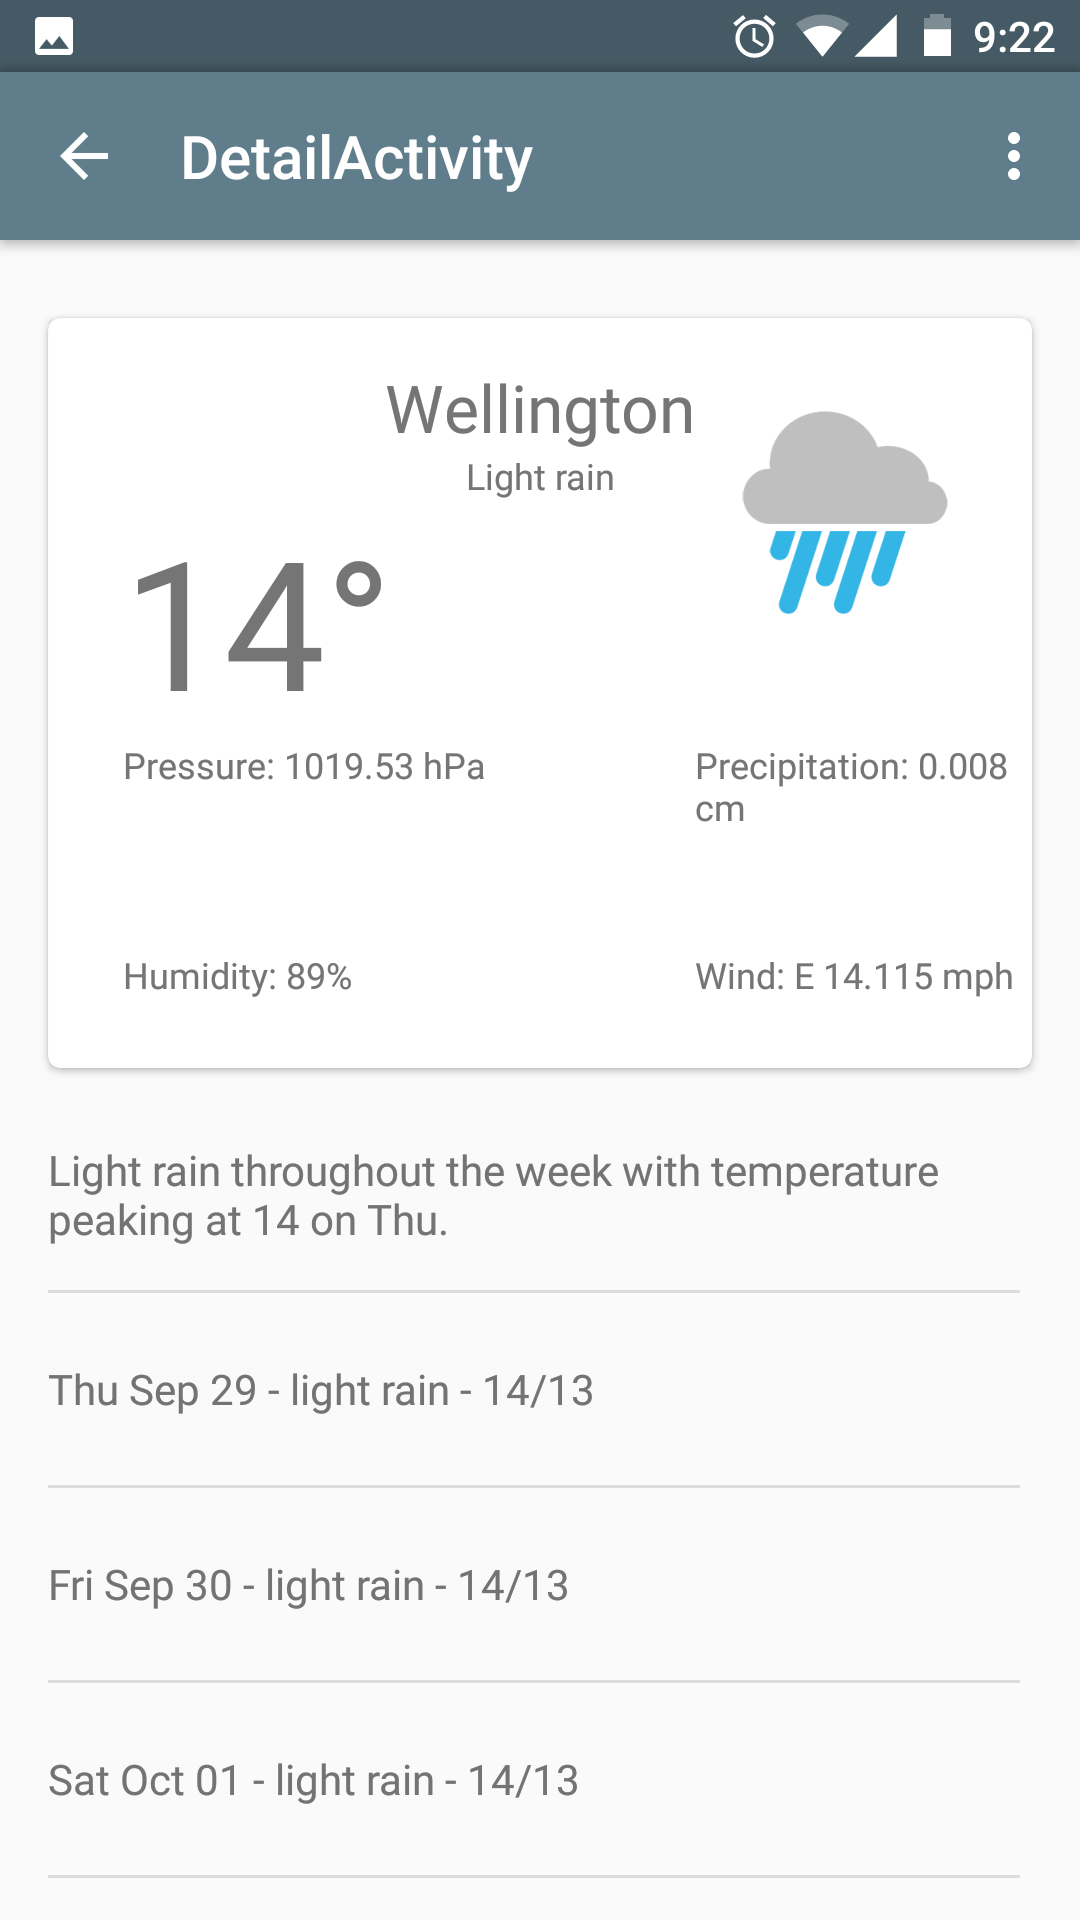 9:22
DetailActivity
Wellington
Light rain
14°
Pressure: 1019.53 hPa
Precipitation: 0.008
cm
Humidity: 89%
Wind: E 14.115 mph
Light rain throughout the week with temperature
peaking at 14 on Thu.
Thu Sep 29 - light rain - 14/13
Fri Sep 30 - light rain - 14/13
Sat Oct 01 - light rain - 14/13